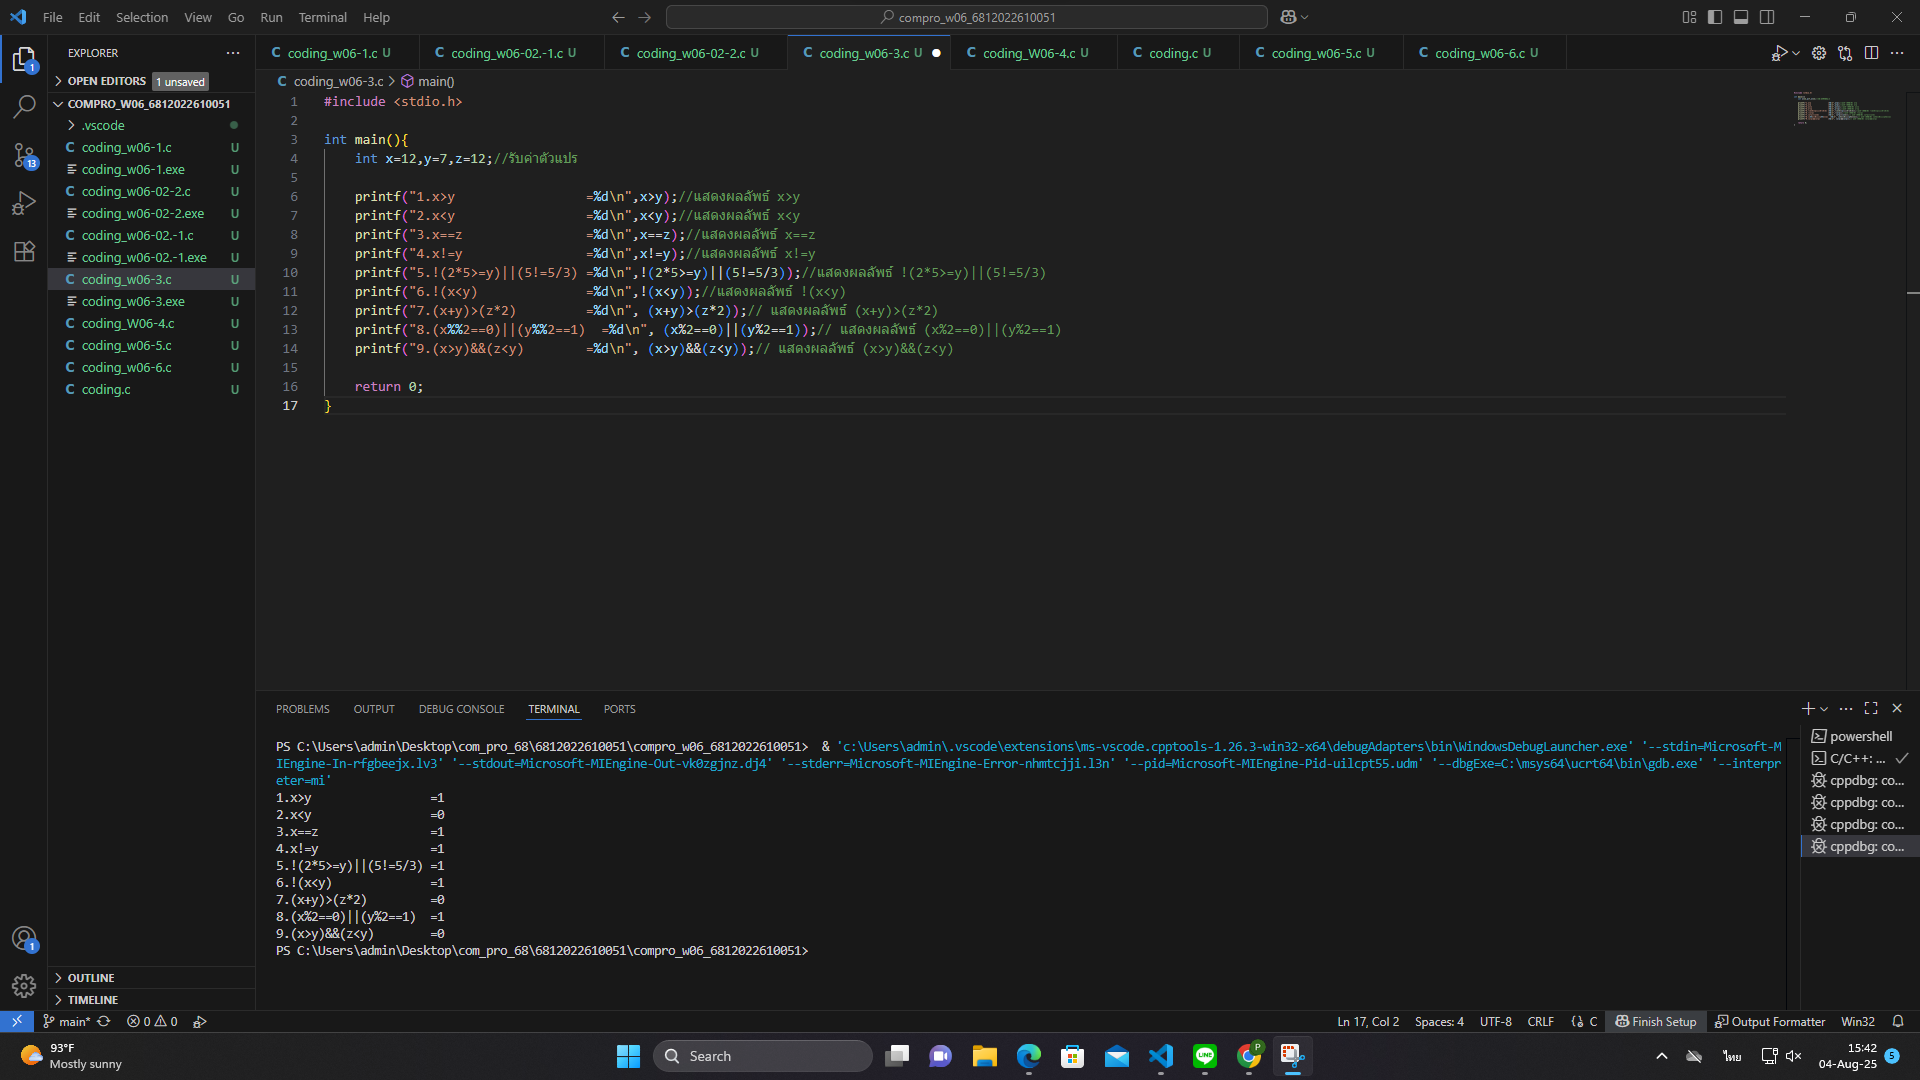 File Edit Selection View Go Run Terminal Help
compro_w06_6812022610051
EXPLORER
OPEN EDITORS 1 unsaved
COMPRO_W06_6812022610051
.vscode
coding_w06-1.c U
coding_w06-1.exe U
coding_w06-02-2.c U
coding_w06-02-2.exe U
coding_w06-02.-1.c U
coding_w06-02.-1.exe U
coding_w06-3.c U
coding_w06-3.exe U
coding_W06-4.c U
coding_w06-5.c U
coding_w06-6.c U
coding.c U
OUTLINE
TIMELINE
1
13
1
coding_w06-1.c U coding_w06-02.-1.c U coding_w06-02-2.c U coding_w06-3.c U coding_W06-4.c U coding.c U coding_w06-5.c U coding_w06-6.c U
coding_w06-3.c > main()
1 #include <stdio.h>
2
3 int main(){
4 int x=12,y=7,z=12;//รับค่าตัวแปร
5
6 printf("1.x>y =%d\n",x>y);//แสดงผลลัพธ์ x>y
7 printf("2.x<y =%d\n",x<y);//แสดงผลลัพธ์ x<y
8 printf("3.x==z =%d\n",x==z);//แสดงผลลัพธ์ x==z
9 printf("4.x!=y =%d\n",x!=y);//แสดงผลลัพธ์ x!=y
10 printf("5.!(2*5>=y)||(5!=5/3) =%d\n",!(2*5>=y)||(5!=5/3));//แสดงผลลัพธ์ !(2*5>=y)||(5!=5/3)
11 printf("6.!(x<y) =%d\n",!(x<y));//แสดงผลลัพธ์ !(x<y)
12 printf("7.(x+y)>(z*2) =%d\n", (x+y)>(z*2));// แสดงผลลัพธ์ (x+y)>(z*2)
13 printf("8.(x%%2==0)||(y%%2==1) =%d\n", (x%2==0)||(y%2==1));// แสดงผลลัพธ์ (x%2==0)||(y%2==1)
14 printf("9.(x>y)&&(z<y) =%d\n", (x>y)&&(z<y));// แสดงผลลัพธ์ (x>y)&&(z<y)
15
16 return 0;
17 }
PROBLEMS OUTPUT DEBUG CONSOLE TERMINAL PORTS
PS C:\Users\admin\Desktop\com_pro_68\6812022610051\compro_w06_6812022610051> & 'c:\Users\admin\.vscode\extensions\ms-vscode.cpptools-1.26.3-win32-x64\debugAdapters\bin\WindowsDebugLauncher.exe' '--stdin=Microsoft-M
IEngine-In-rfgbeejx.lv3' '--stdout=Microsoft-MIEngine-Out-vk0zgjnz.dj4' '--stderr=Microsoft-MIEngine-Error-nhmtcjji.l3n' '--pid=Microsoft-MIEngine-Pid-uilcpt55.udm' '--dbgExe=C:\msys64\ucrt64\bin\gdb.exe' '--interpr
eter=mi'
1.x>y =1
2.x<y =0
3.x==z =1
4.x!=y =1
5.!(2*5>=y)||(5!=5/3) =1
6.!(x<y) =1
7.(x+y)>(z*2) =0
8.(x%2==0)||(y%2==1) =1
9.(x>y)&&(z<y) =0
PS C:\Users\admin\Desktop\com_pro_68\6812022610051\compro_w06_6812022610051>
powershell
C/C++: ...
cppdbg: co...
cppdbg: co...
cppdbg: co...
cppdbg: co...
main* 0 0 Ln 17, Col 2 Spaces: 4 UTF-8 CRLF C Finish Setup Output Formatter Win32
93°F
Mostly sunny
Search
ไทย
15:42
04-Aug-25
5